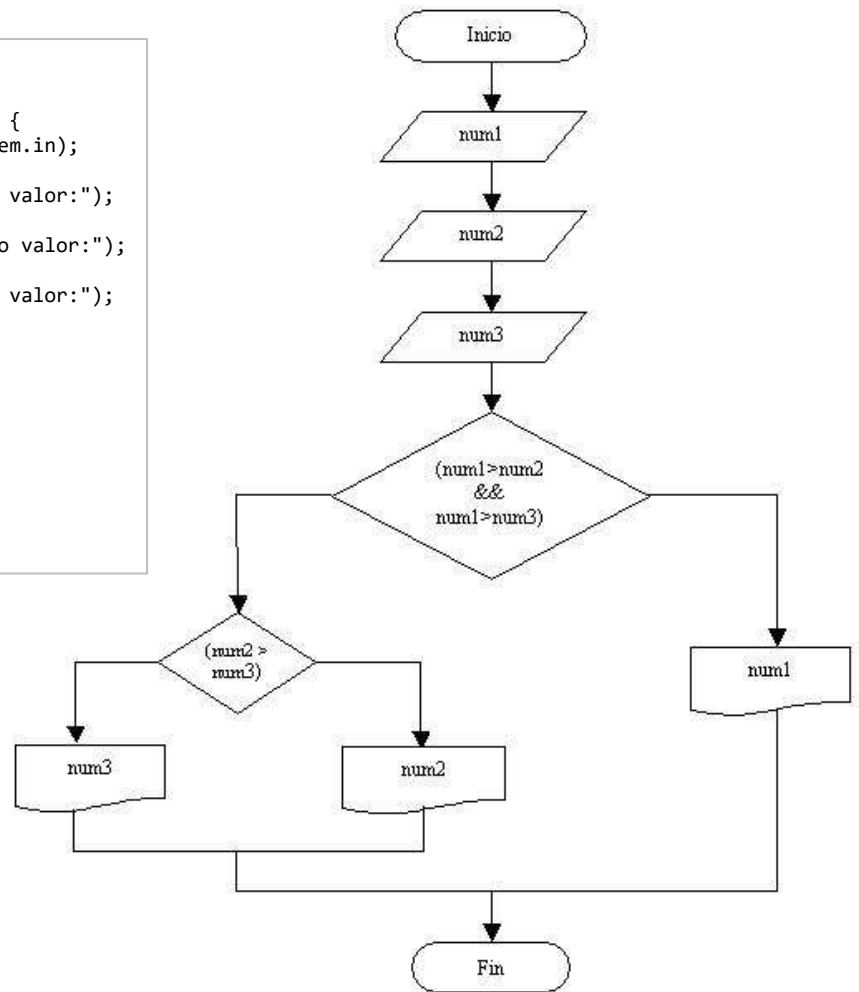 {
em.in);
valor:");
o valor:");
valor:");
Inicio
num1
num2
num3
(num1>num2
&&
num1>num3)
(num2 >
num3)
num1
num3
num2
Fin